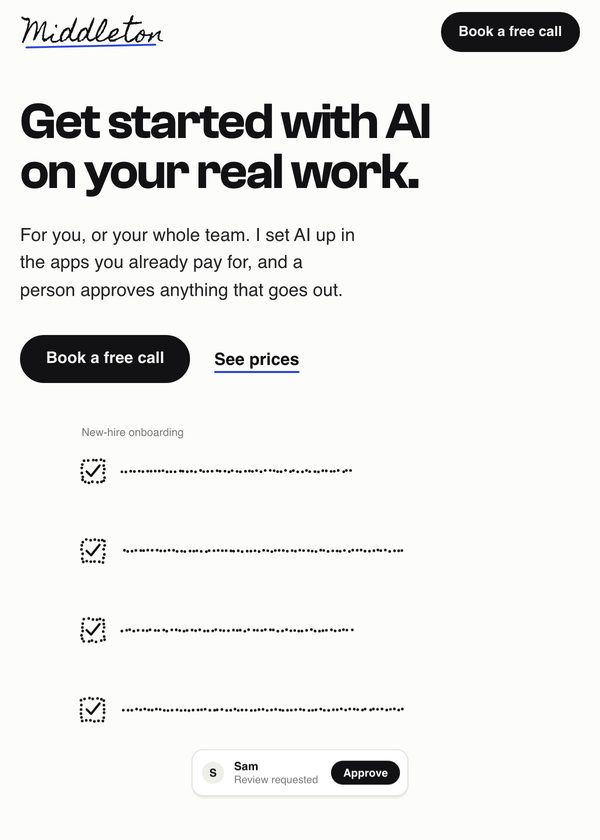 Middleton
Book a free call
Get started with AI
on your real work.
For you, or your whole team. I set AI up in
the apps you already pay for, and a
person approves anything that goes out.
Book a free call
See prices
New-hire onboarding
S
Sam
Review requested
Approve